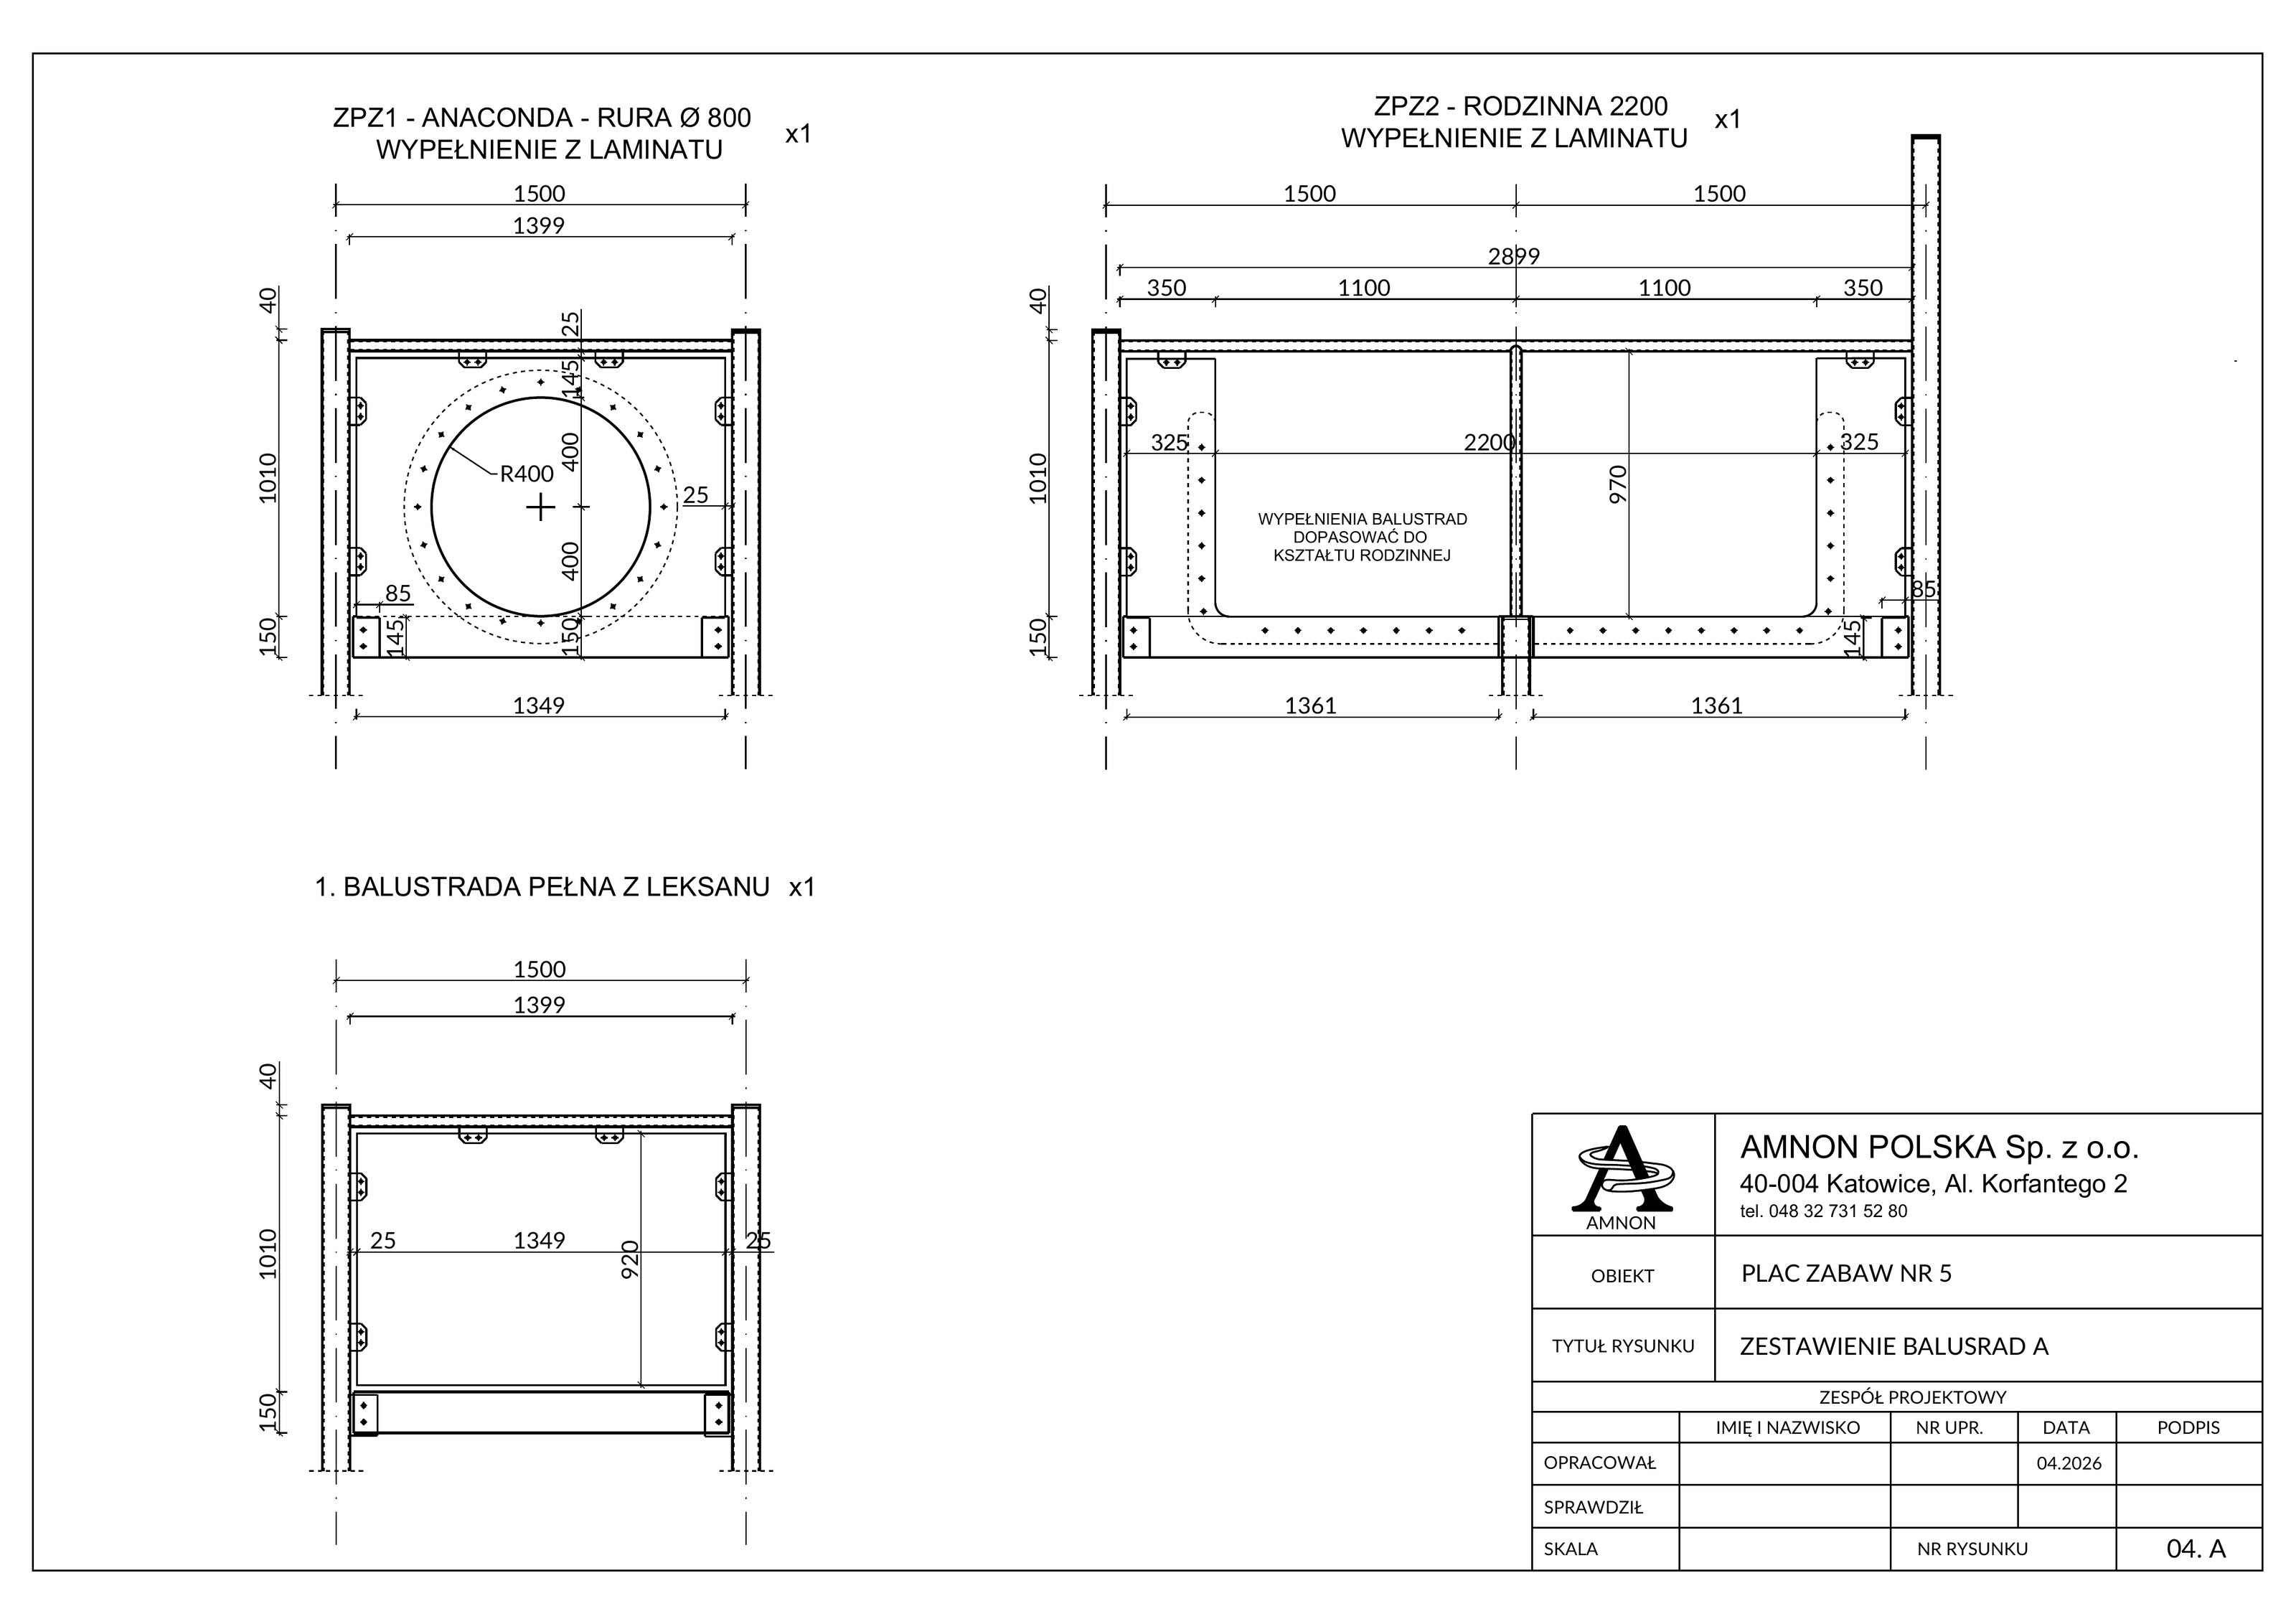 ZPZ1 - ANACONDA - RURA Ø 800
WYPEŁNIENIE Z LAMINATU
x1
1500
1399
40
25
145
1010
400
R400
25
400
85
150
145
150
1349
ZPZ2 - RODZINNA 2200
WYPEŁNIENIE Z LAMINATU
x1
1500
1500
2899
350
1100
1100
350
40
325
2200
325
1010
970
WYPEŁNIENIA BALUSTRAD
DOPASOWAĆ DO
KSZTAŁTU RODZINNEJ
85
150
145
1361
1361
1. BALUSTRADA PEŁNA Z LEKSANU x1
1500
1399
40
25
1349
25
1010
920
150
AMNON
AMNON POLSKA Sp. z o.o.
40-004 Katowice, Al. Korfantego 2
tel. 048 32 731 52 80
OBIEKT
PLAC ZABAW NR 5
TYTUŁ RYSUNKU
ZESTAWIENIE BALUSRAD A
ZESPÓŁ PROJEKTOWY
IMIĘ I NAZWISKO
NR UPR.
DATA
PODPIS
OPRACOWAŁ
04.2026
SPRAWDZIŁ
SKALA
NR RYSUNKU
04. A